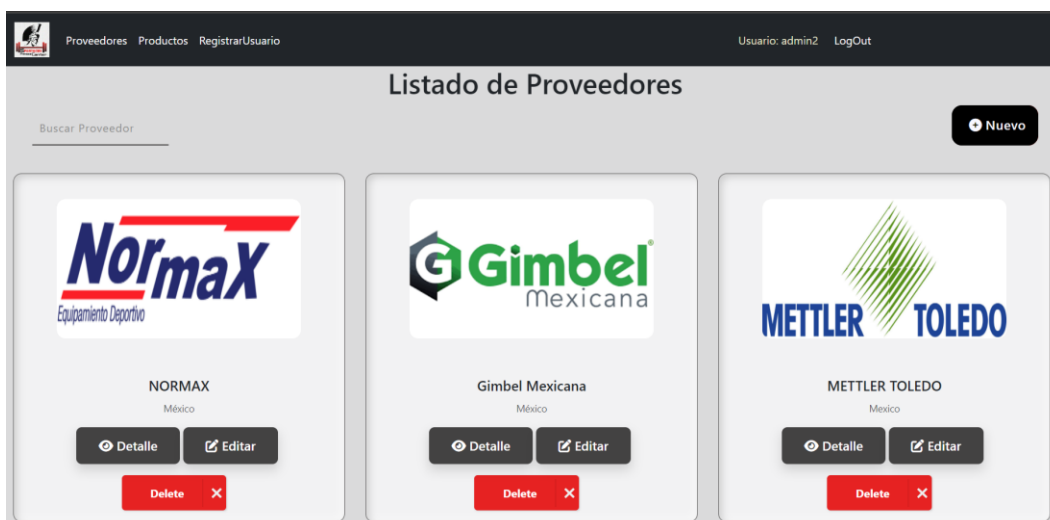 Proveedores Productos RegistrarUsuario Usuario: admin2 LogOut
Listado de Proveedores
Buscar Proveedor
Nuevo
NormaX
Equipamiento Deportivo
Gimbel
Mexicana
METTLER TOLEDO
NORMAX
México
Detalle Editar
Delete
Gimbel Mexicana
México
Detalle Editar
Delete
METTLER TOLEDO
Mexico
Detalle Editar
Delete